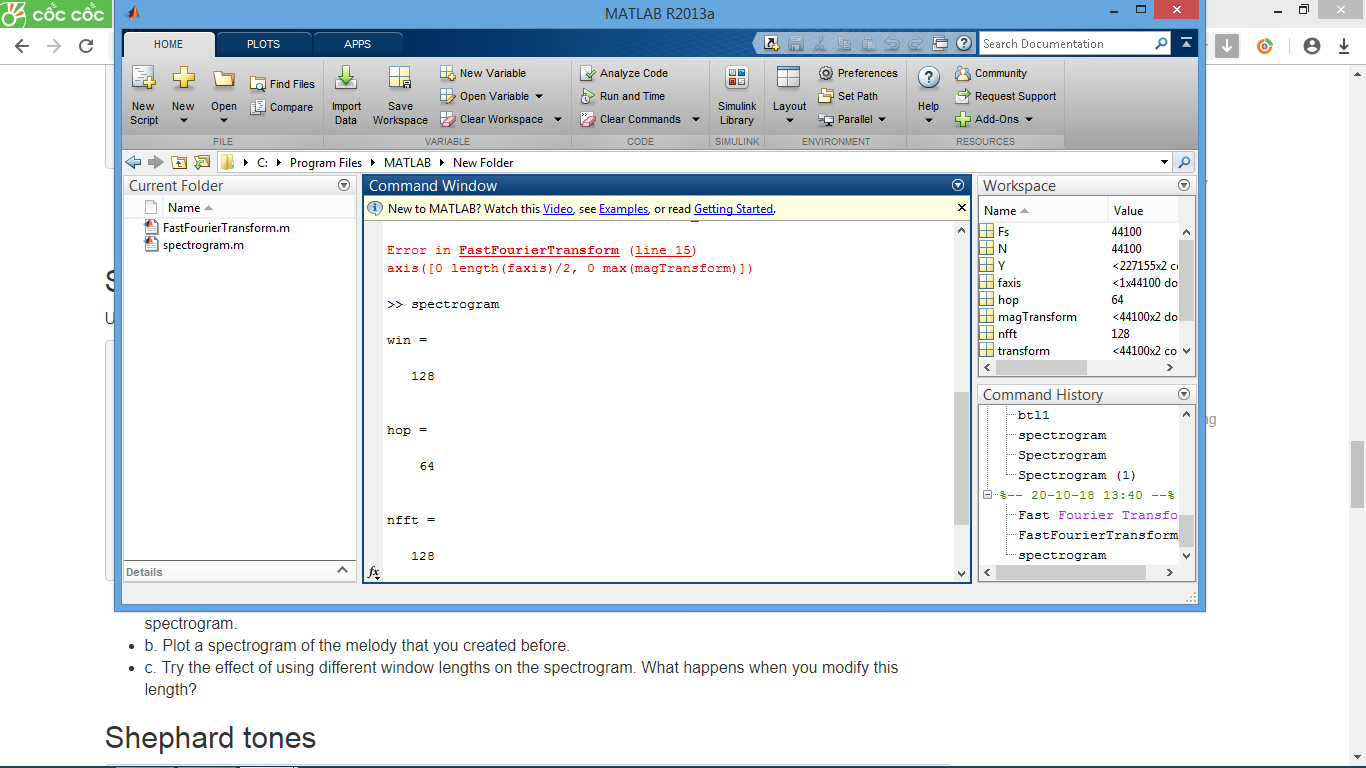 cốc cốc
MATLAB R2013a
HOME PLOTS APPS
Search Documentation
New Script
New
Open
Find Files
Compare
Import Data
Save Workspace
New Variable
Open Variable
Clear Workspace
Analyze Code
Run and Time
Clear Commands
Simulink Library
Layout
Preferences
Set Path
Parallel
Help
Community
Request Support
Add-Ons
FILE VARIABLE CODE SIMULINK ENVIRONMENT RESOURCES
C: Program Files MATLAB New Folder
Current Folder
Name
FastFourierTransform.m
spectrogram.m
Details
Command Window
New to MATLAB? Watch this Video, see Examples, or read Getting Started.
Error in FastFourierTransform (line 15)
axis([0 length(faxis)/2, 0 max(magTransform)])
>> spectrogram
win =
128
hop =
64
nfft =
128
fx
Workspace
Name Value
Fs 44100
N 44100
Y <227155x2 c
faxis <1x44100 do
hop 64
magTransform <44100x2 do
nfft 128
transform <44100x2 co
Command History
btl1
spectrogram
Spectrogram
Spectrogram (1)
%-- 20-10-18 13:40 --%
Fast Fourier Transfo
FastFourierTransform
spectrogram
S
U
ng
spectrogram.
b. Plot a spectrogram of the melody that you created before.
c. Try the effect of using different window lengths on the spectrogram. What happens when you modify this
length?
Shephard tones